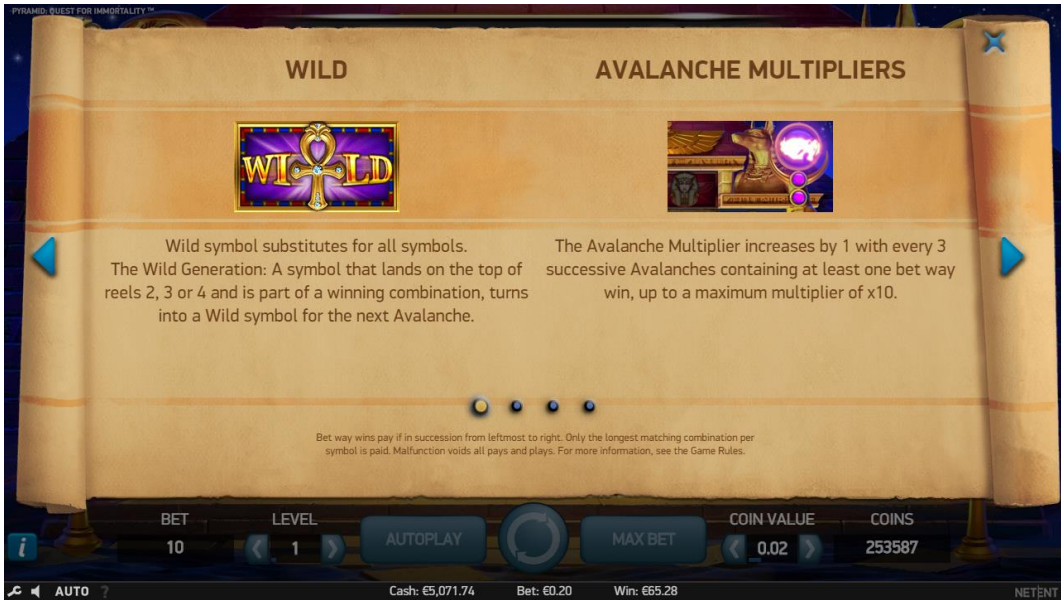 PYRAMID: QUEST FOR IMMORTALITY ™
WILD
WILD
Wild symbol substitutes for all symbols.
The Wild Generation: A symbol that lands on the top of
reels 2, 3 or 4 and is part of a winning combination, turns
into a Wild symbol for the next Avalanche.
AVALANCHE MULTIPLIERS
The Avalanche Multiplier increases by 1 with every 3
successive Avalanches containing at least one bet way
win, up to a maximum multiplier of x10.
Bet way wins pay if in succession from leftmost to right. Only the longest matching combination per
symbol is paid. Malfunction voids all pays and plays. For more information, see the Game Rules.
BET
10
LEVEL
1
AUTOPLAY
MAX BET
COIN VALUE
0.02
COINS
253587
i
AUTO ?
Cash: €5,071.74 Bet: €0.20 Win: €65.28
NETENT